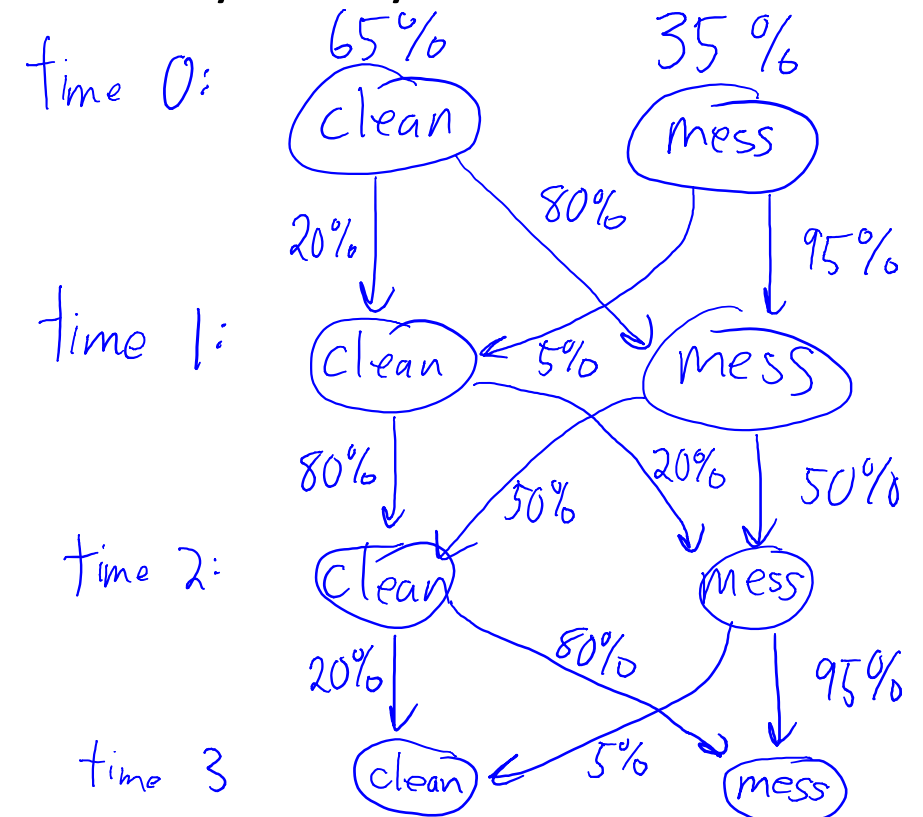 65% 35%
time 0: clean mess
20% 80% 95%
time 1: clean 5% mess
80% 50% 20% 50%
time 2: clean mess
20% 80% 95%
time 3 clean 5% mess